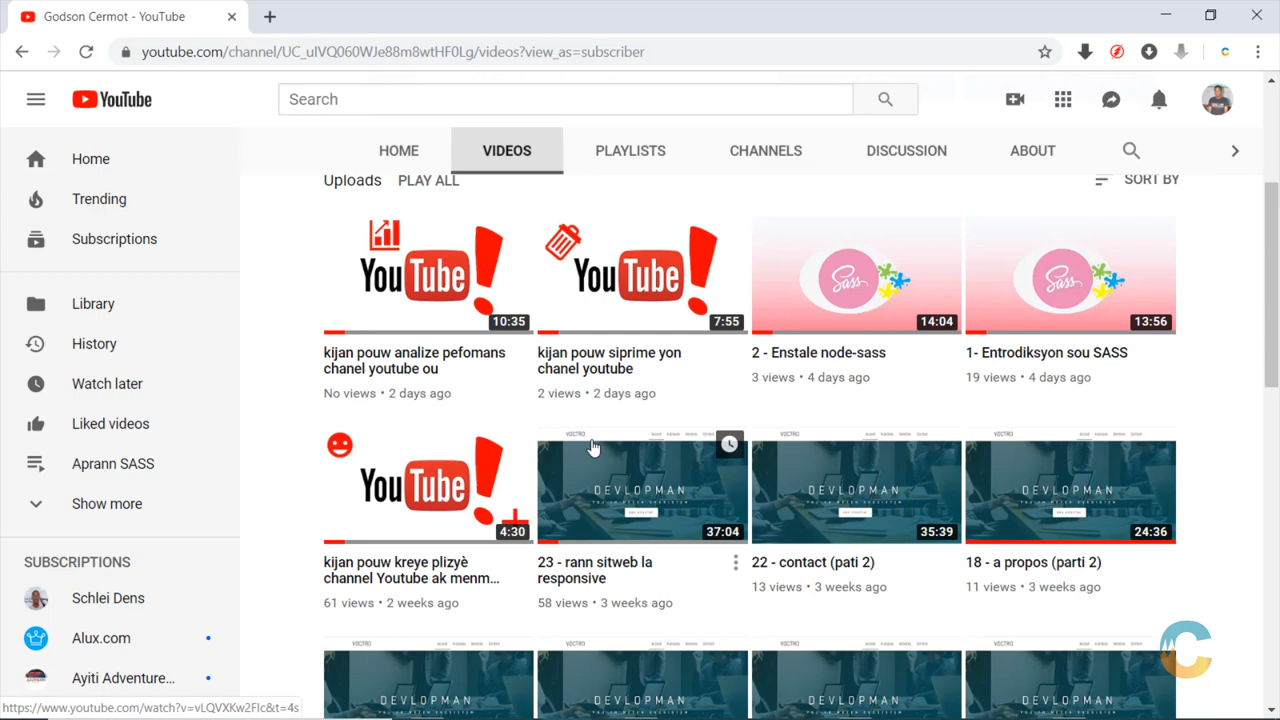 Godson Cermot - YouTube
youtube.com/channel/UC_uIVQ060WJe88m8wtHF0Lg/videos?view_as=subscriber
YouTube
Search
HOME VIDEOS PLAYLISTS CHANNELS DISCUSSION ABOUT
Home
Trending
Subscriptions
Library
History
Watch later
Liked videos
Aprann SASS
Show more
SUBSCRIPTIONS
Schlei Dens
Alux.com
Ayiti Adventure...
Uploads PLAY ALL SORT BY
YouTube!
10:35
kijan pouw analize pefomans
chanel youtube ou
No views • 2 days ago
YouTube!
7:55
kijan pouw siprime yon
chanel youtube
2 views • 2 days ago
Sass
14:04
2 - Enstale node-sass
3 views • 4 days ago
Sass
13:56
1- Entrodiksyon sou SASS
19 views • 4 days ago
YouTube!
4:30
kijan pouw kreye plizyè
channel Youtube ak menm...
61 views • 2 weeks ago
DEVLOPMAN
37:04
23 - rann sitweb la
responsive
58 views • 3 weeks ago
DEVLOPMAN
35:39
22 - contact (pati 2)
13 views • 3 weeks ago
DEVLOPMAN
24:36
18 - a propos (parti 2)
11 views • 3 weeks ago
DEVLOPMAN
DEVLOPMAN
DEVLOPMAN
DEVLOPMAN
C
https://www.youtube.com/watch?v=vLQVXKw2FIc&t=4s